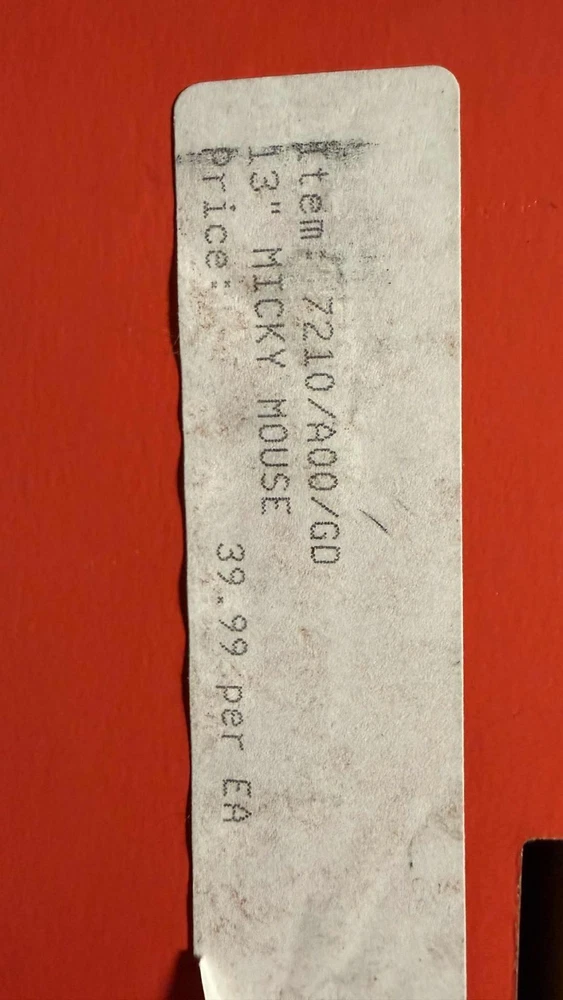 Item: 7210/A00/GD
13" MICKY MOUSE
Price: 39.99 per EA